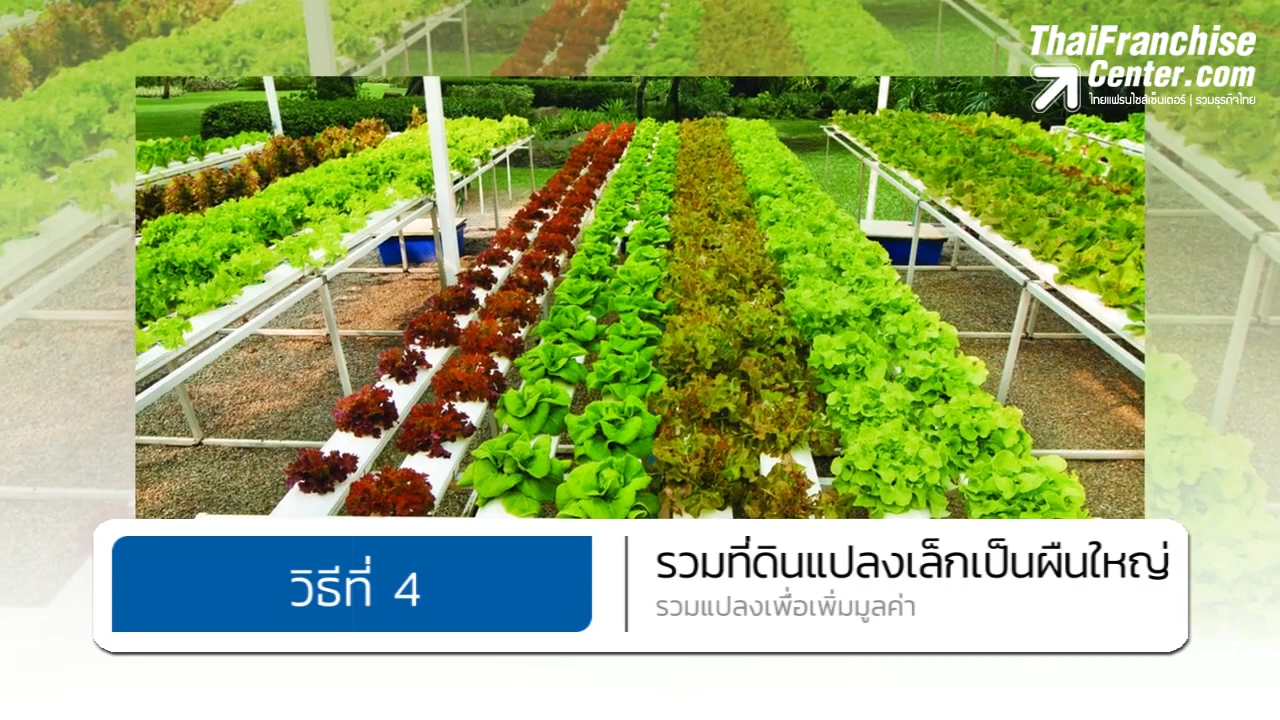 ThaiFranchise
Center.com
ไทยแฟรนไชส์เซ็นเตอร์ | รวมธุรกิจไทย
วิธีที่ 4
รวมที่ดินแปลงเล็กเป็นผืนใหญ่
รวมแปลงเพื่อเพิ่มมูลค่า